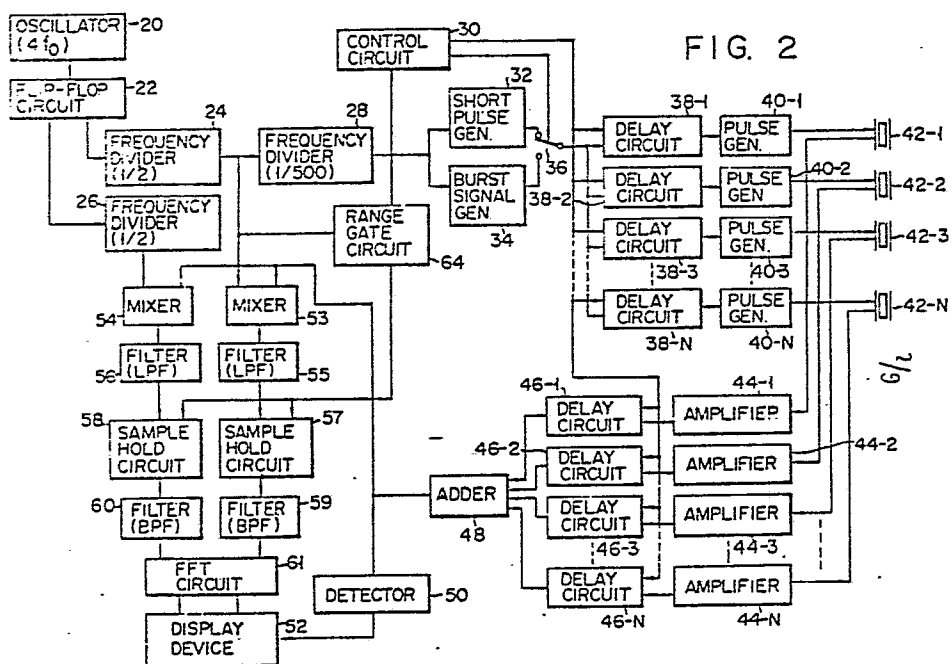 FIG. 2
OSCILLATOR
(4f0)
20
FLIP-FLOP
CIRCUIT
22
24
FREQUENCY
DIVIDER
(1/2)
26
FREQUENCY
DIVIDER
(1/2)
28
FREQUENCY
DIVIDER
(1/500)
30
CONTROL
CIRCUIT
32
SHORT
PULSE
GEN.
BURST
SIGNAL
GEN.
34
36
RANGE
GATE
CIRCUIT
64
38-1
DELAY
CIRCUIT
40-1
PULSE
GEN.
42-1
38-2
DELAY
CIRCUIT
40-2
PULSE
GEN.
42-2
DELAY
CIRCUIT
38-3
PULSE
GEN.
40-3
42-3
DELAY
CIRCUIT
38-N
PULSE
GEN.
40-N
42-N
MIXER
54
MIXER
53
FILTER
(LPF)
56
FILTER
(LPF)
55
58
SAMPLE
HOLD
CIRCUIT
57
SAMPLE
HOLD
CIRCUIT
60
FILTER
(BPF)
59
FILTER
(BPF)
FFT
CIRCUIT
61
DISPLAY
DEVICE
52
DETECTOR
50
ADDER
48
46-1
DELAY
CIRCUIT
44-1
AMPLIFIER
46-2
DELAY
CIRCUIT
44-2
AMPLIFIER
DELAY
CIRCUIT
46-3
AMPLIFIER
44-3
DELAY
CIRCUIT
46-N
AMPLIFIER
44-N
2/9